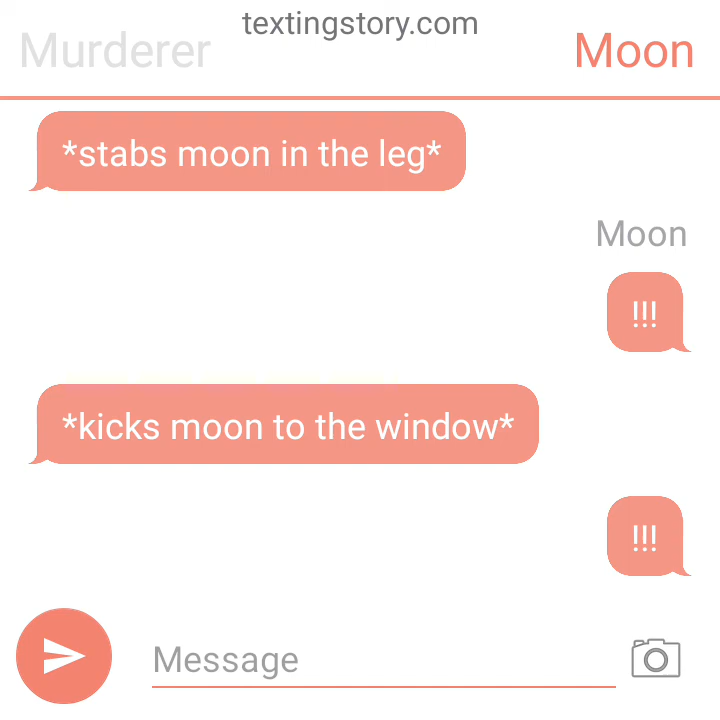 textingstory.com
Murderer
Moon
*stabs moon in the leg*
Moon
!!!
*kicks moon to the window*
!!!
Message